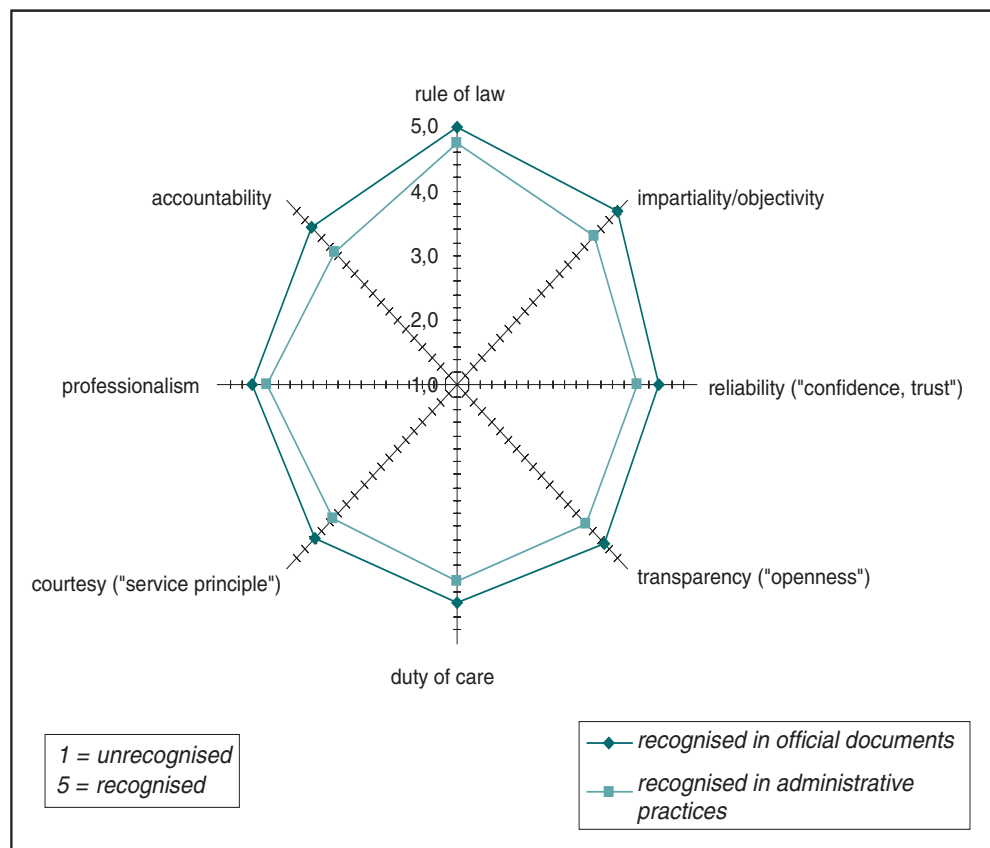 rule of law
5,0
accountability
4,0
impartiality/objectivity
3,0
2,0
professionalism
1,0
reliability ("confidence, trust")
courtesy ("service principle")
transparency ("openness")
duty of care
1 = unrecognised
5 = recognised
recognised in official documents
recognised in administrative
practices